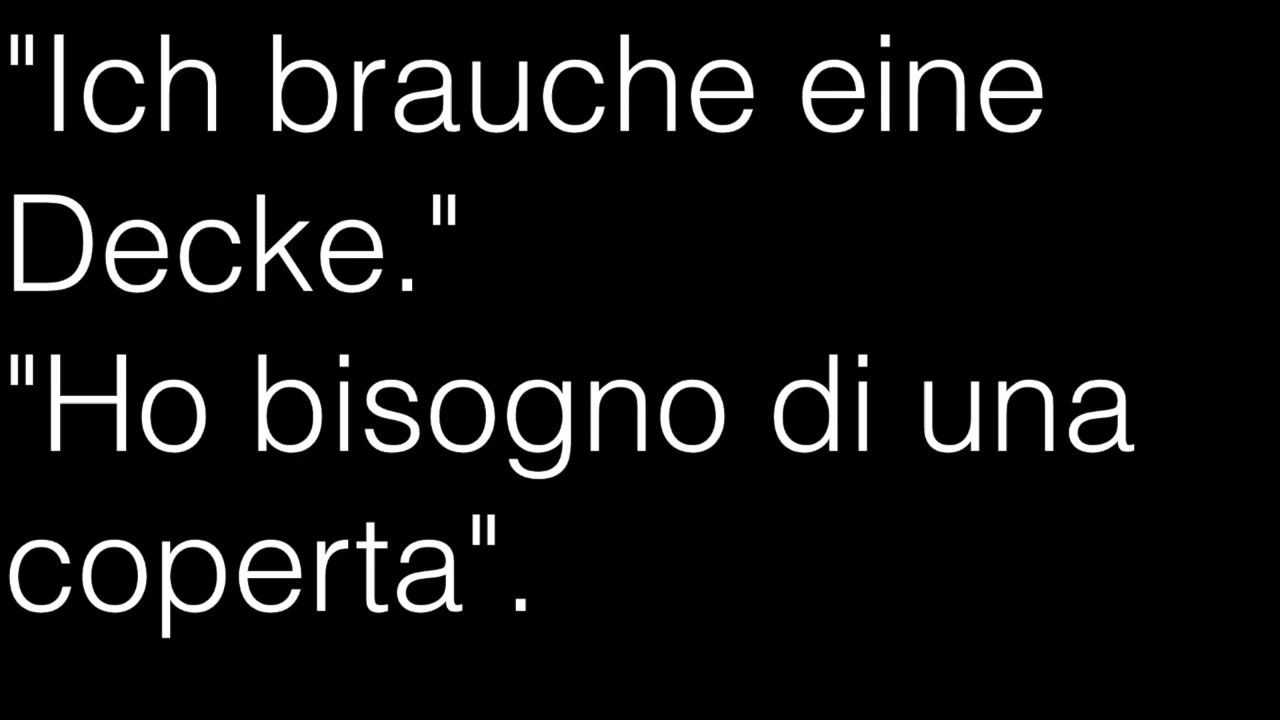 "Ich brauche eine
Decke."
"Ho bisogno di una
coperta".